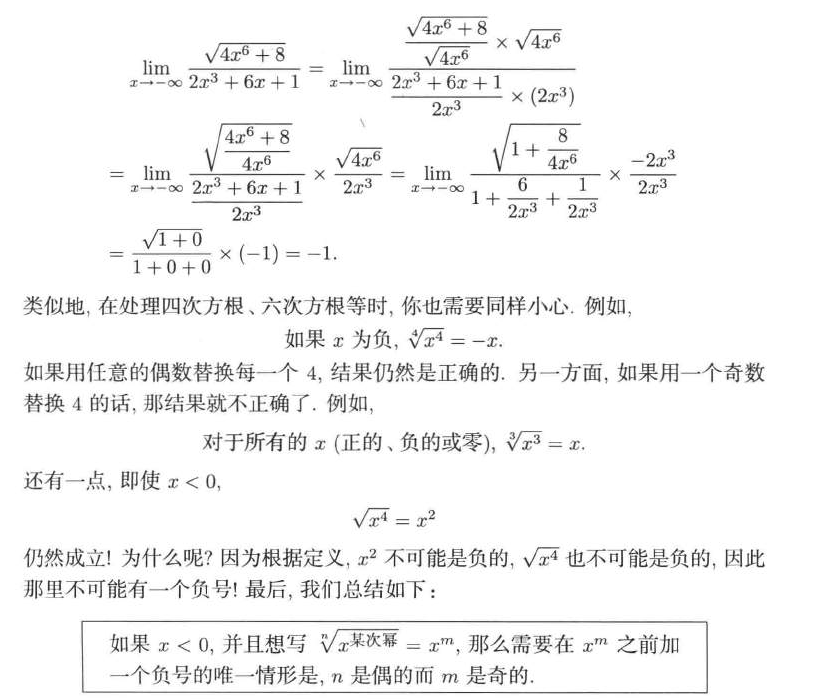 $$\lim_{x \to -\infty} \frac{\sqrt{4x^6+8}}{2x^3+6x+1} = \lim_{x \to -\infty} \frac{\dfrac{\sqrt{4x^6+8}}{\sqrt{4x^6}} \times \sqrt{4x^6}}{\dfrac{2x^3+6x+1}{2x^3} \times (2x^3)}$$
$$= \lim_{x \to -\infty} \frac{\sqrt{\dfrac{4x^6+8}{4x^6}}}{\dfrac{2x^3+6x+1}{2x^3}} \times \frac{\sqrt{4x^6}}{2x^3} = \lim_{x \to -\infty} \frac{\sqrt{1+\dfrac{8}{4x^6}}}{1+\dfrac{6}{2x^3}+\dfrac{1}{2x^3}} \times \frac{-2x^3}{2x^3}$$
$$= \frac{\sqrt{1+0}}{1+0+0} \times (-1) = -1.$$
类似地, 在处理四次方根、六次方根等时, 你也需要同样小心. 例如,
如果 $x$ 为负, $\sqrt[4]{x^4} = -x$.
如果用任意的偶数替换每一个 4, 结果仍然是正确的. 另一方面, 如果用一个奇数
替换 4 的话, 那结果就不正确了. 例如,
对于所有的 $x$ (正的、负的或零), $\sqrt[3]{x^3} = x$.
还有一点, 即使 $x < 0$,
$$\sqrt{x^4} = x^2$$
仍然成立! 为什么呢? 因为根据定义, $x^2$ 不可能是负的, $\sqrt{x^4}$ 也不可能是负的, 因此
那里不可能有一个负号! 最后, 我们总结如下:
如果 $x < 0$, 并且想写 $\sqrt[n]{x^{某次幂}} = x^m$, 那么需要在 $x^m$ 之前加
一个负号的唯一情形是, $n$ 是偶的而 $m$ 是奇的.